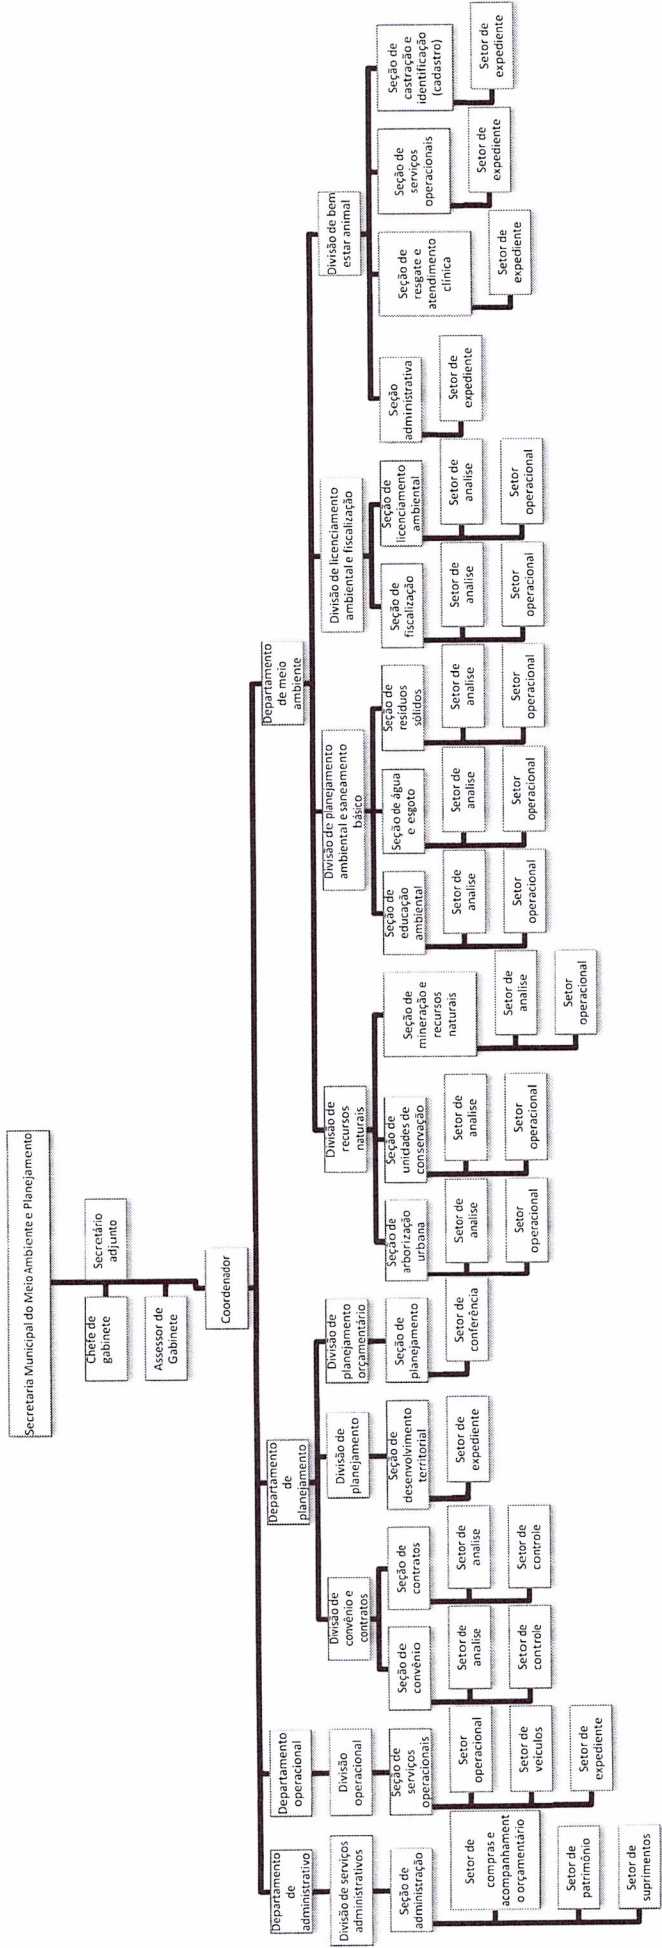 Secretaria Municipal do Meio Ambiente e Planejamento
Chefe de
gabinete
Secretário
adjunto
Assessor de
Gabinete
Coordenador
Departamento
de
administrativo
Divisão de serviços
administrativos
Seção de
administração
Setor de
compras e
acompanhament
o orçamentário
Setor de
patrimônio
Setor de
suprimentos
Departamento
operacional
Divisão
operacional
Seção de
serviços
operacionais
Setor
operacional
Setor de
veículos
Setor de
expediente
Departamento
de
planejamento
Divisão de
convênio e
contratos
Seção de
convênio
Setor de
analise
Setor de
controle
Seção de
contratos
Setor de
analise
Setor de
controle
Divisão de
planejamento
Seção de
desenvolvimento
territorial
Setor de
expediente
Divisão de
planejamento
orçamentário
Seção de
planejamento
Setor de
conferência
Departamento
de meio
ambiente
Divisão de
recursos
naturais
Seção de
arborização
urbana
Setor de
analise
Setor
operacional
Seção de
unidades de
conservação
Setor de
analise
Setor
operacional
Seção de
mineração e
recursos
naturais
Setor de
analise
Setor
operacional
Divisão de planejamento
ambiental e saneamento
básico
Seção de
educação
ambiental
Setor de
analise
Setor
operacional
Seção de água
e esgoto
Setor de
analise
Setor
operacional
Seção de
resíduos
sólidos
Setor de
analise
Setor
operacional
Divisão de licenciamento
ambiental e fiscalização
Seção de
fiscalização
Setor de
analise
Setor
operacional
Seção de
licenciamento
ambiental
Setor de
analise
Setor
operacional
Divisão de bem
estar animal
Seção
administrativa
Setor de
expediente
Seção de
resgate e
atendimento
clínica
Setor de
expediente
Seção de
serviços
operacionais
Setor de
expediente
Seção de
castração e
identificação
(cadastro)
Setor de
expediente